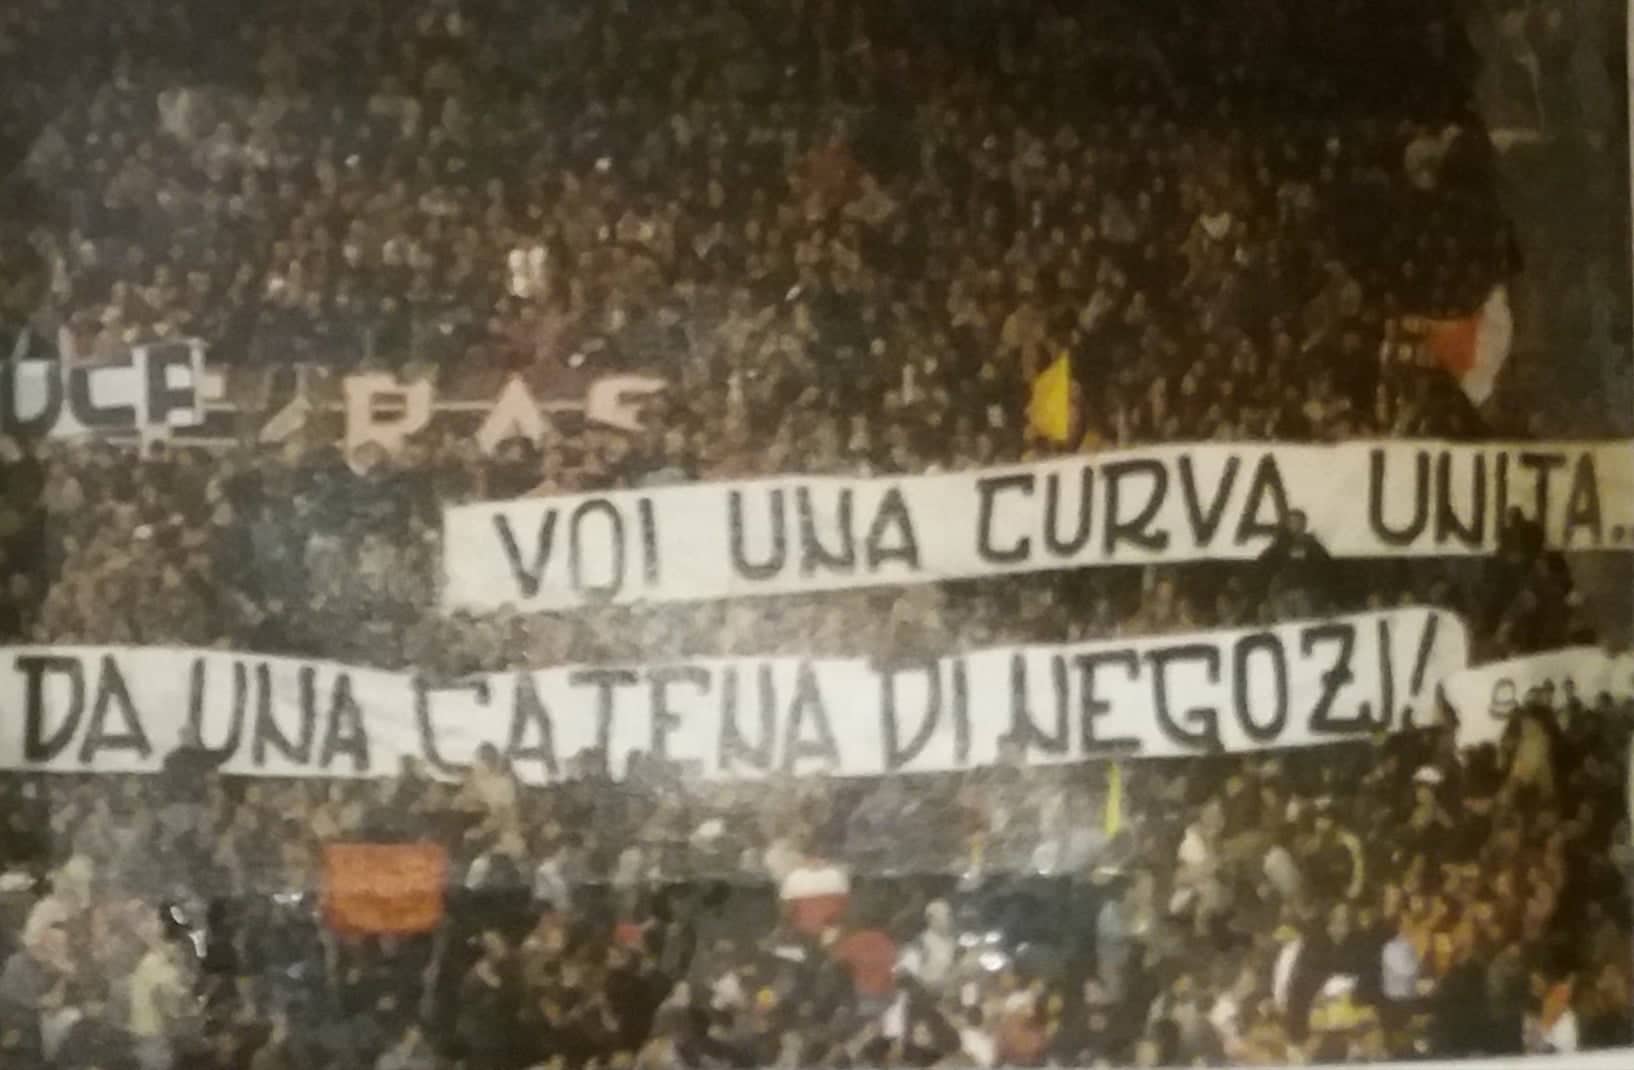 VOI UNA CURVA UNITA..
DA UNA CATENA DI NEGOZI!